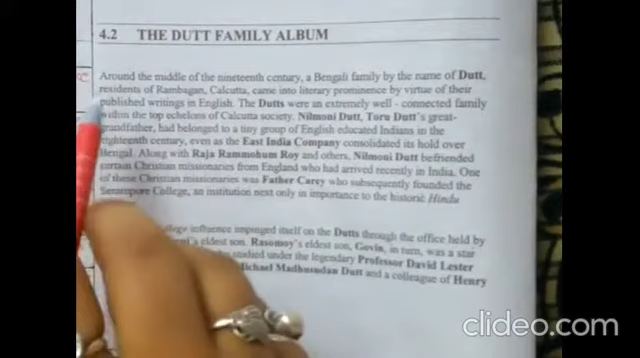 4.2 THE DUTT FAMILY ALBUM
Around the middle of the nineteenth century, a Bengali family by the name of Dutt,
residents of Rambagan, Calcutta, came into literary prominence by virtue of their
published writings in English. The Dutts were an extremely well - connected family
within the top echelons of Calcutta society. Nilmoni Dutt, Toru Dutt's great-
grandfather, had belonged to a tiny group of English educated Indians in the
eighteenth century, even as the East India Company consolidated its hold over
Bengal. Along with Raja Rammohum Roy and others, Nilmoni Dutt befriended
certain Christian missionaries from England who had arrived recently in India. One
of these Christian missionaries was Father Carey who subsequently founded the
Serampore College, an institution next only in importance to the historic Hindu
influence impinged itself on the Dutts through the office held by
eldest son. Rasomoy's eldest son, Govin, in turn, was a star
studied under the legendary Professor David Lester
Michael Madhusudan Dutt and a colleague of Henry
clideo.com